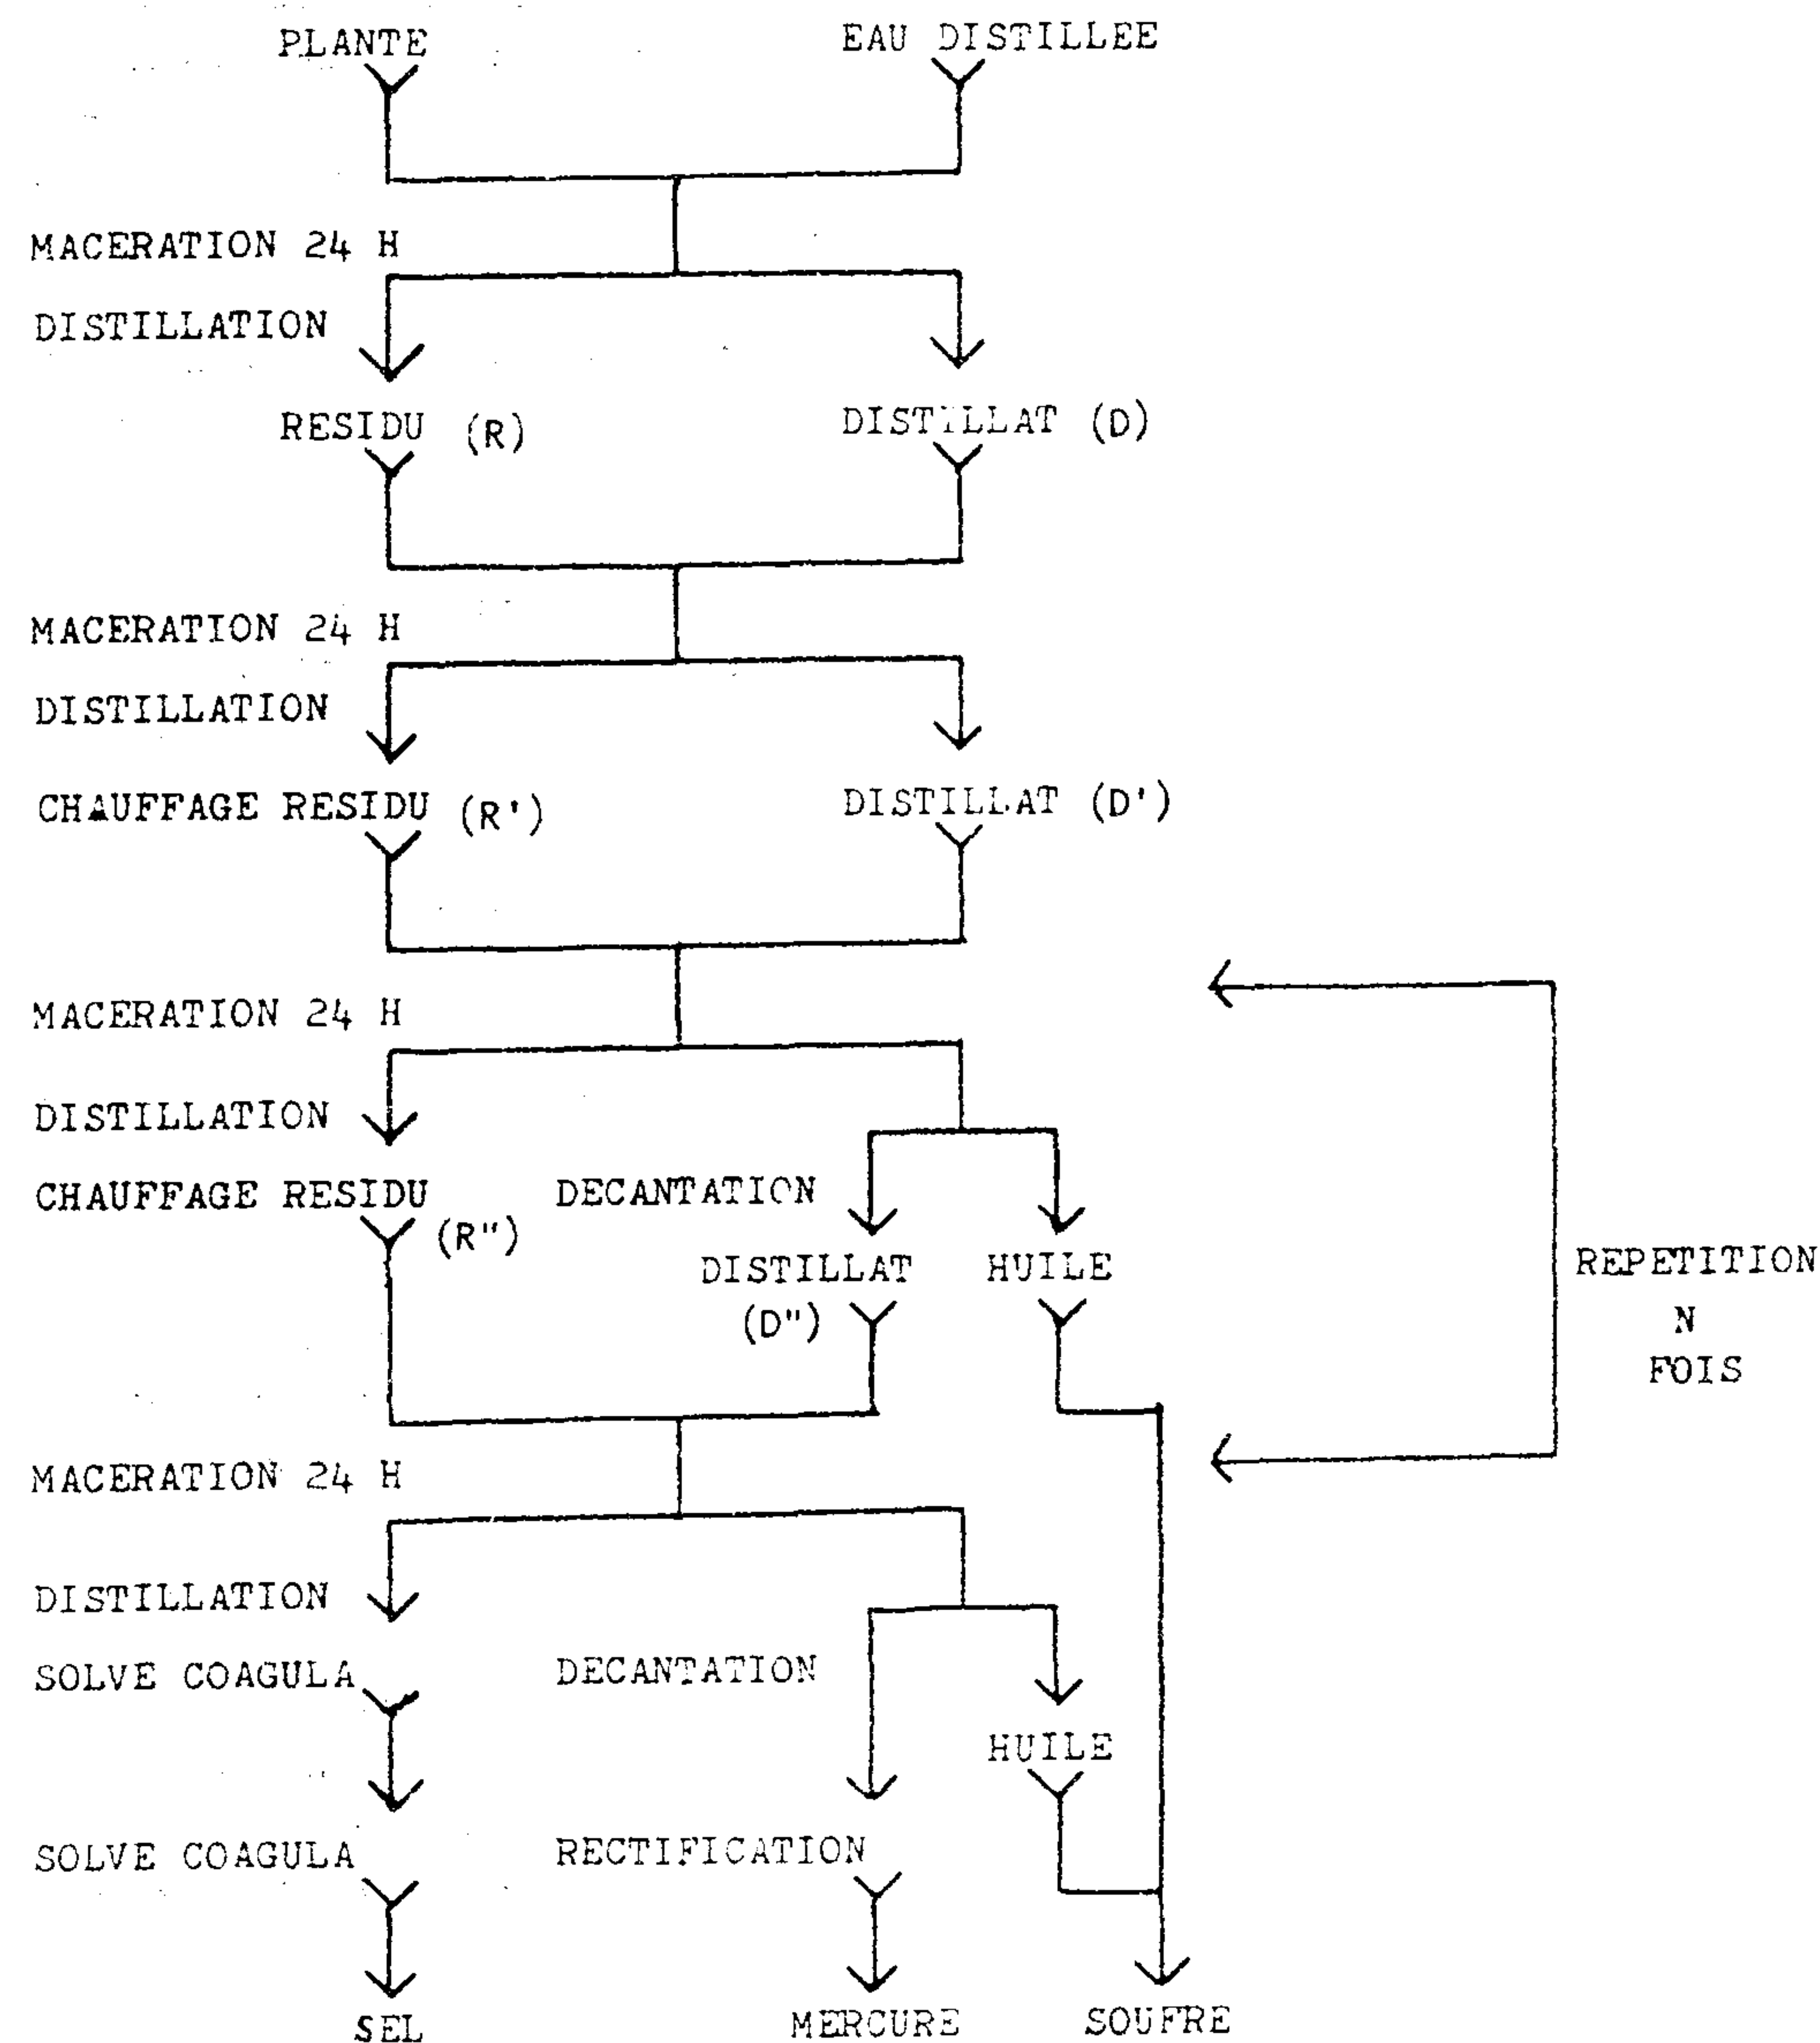 PLANTE EAU DISTILLEE
MACERATION 24 H
DISTILLATION
RESIDU (R) DISTILLAT (D)
MACERATION 24 H
DISTILLATION
CHAUFFAGE RESIDU (R') DISTILLAT (D')
MACERATION 24 H
DISTILLATION
CHAUFFAGE RESIDU (R") DECANTATION
DISTILLAT (D") HUILE
REPETITION
N
FOIS
MACERATION 24 H
DISTILLATION
SOLVE COAGULA DECANTATION
HUILE
SOLVE COAGULA RECTIFICATION
SEL MERCURE SOUFRE